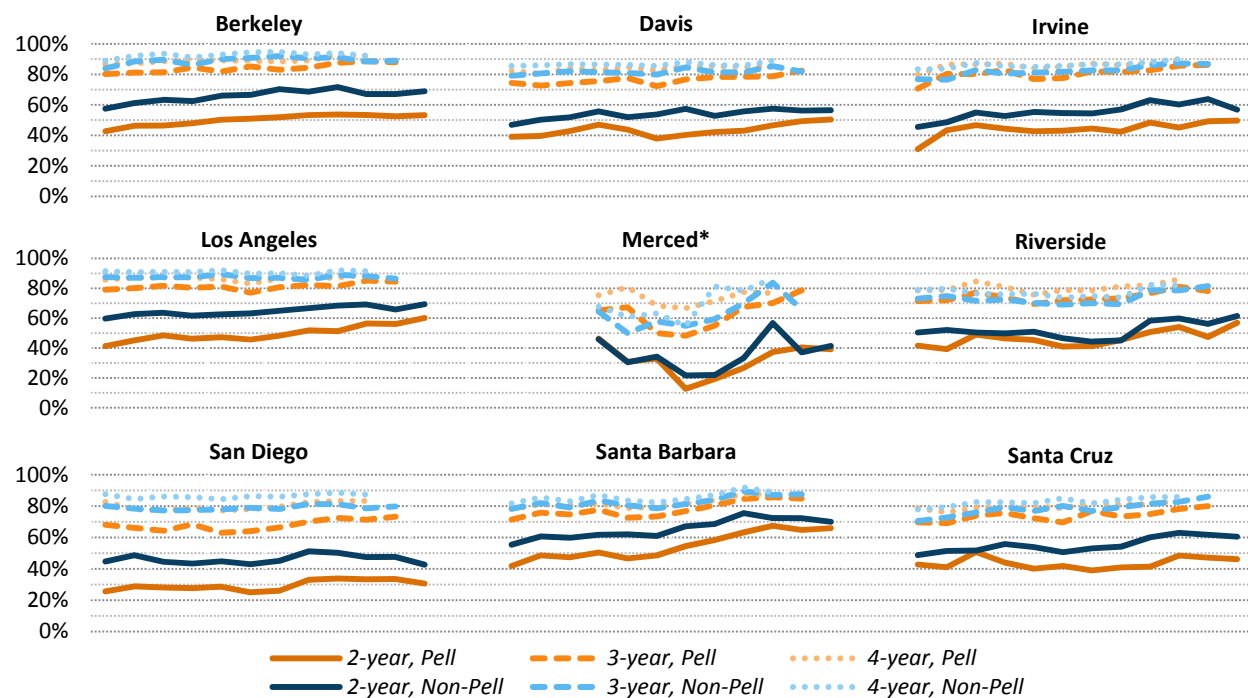 Berkeley
Davis
Irvine
100%
80%
60%
40%
20%
0%
Los Angeles
Merced*
Riverside
100%
80%
60%
40%
20%
0%
San Diego
Santa Barbara
Santa Cruz
100%
80%
60%
40%
20%
0%
2-year, Pell
3-year, Pell
4-year, Pell
2-year, Non-Pell
3-year, Non-Pell
4-year, Non-Pell